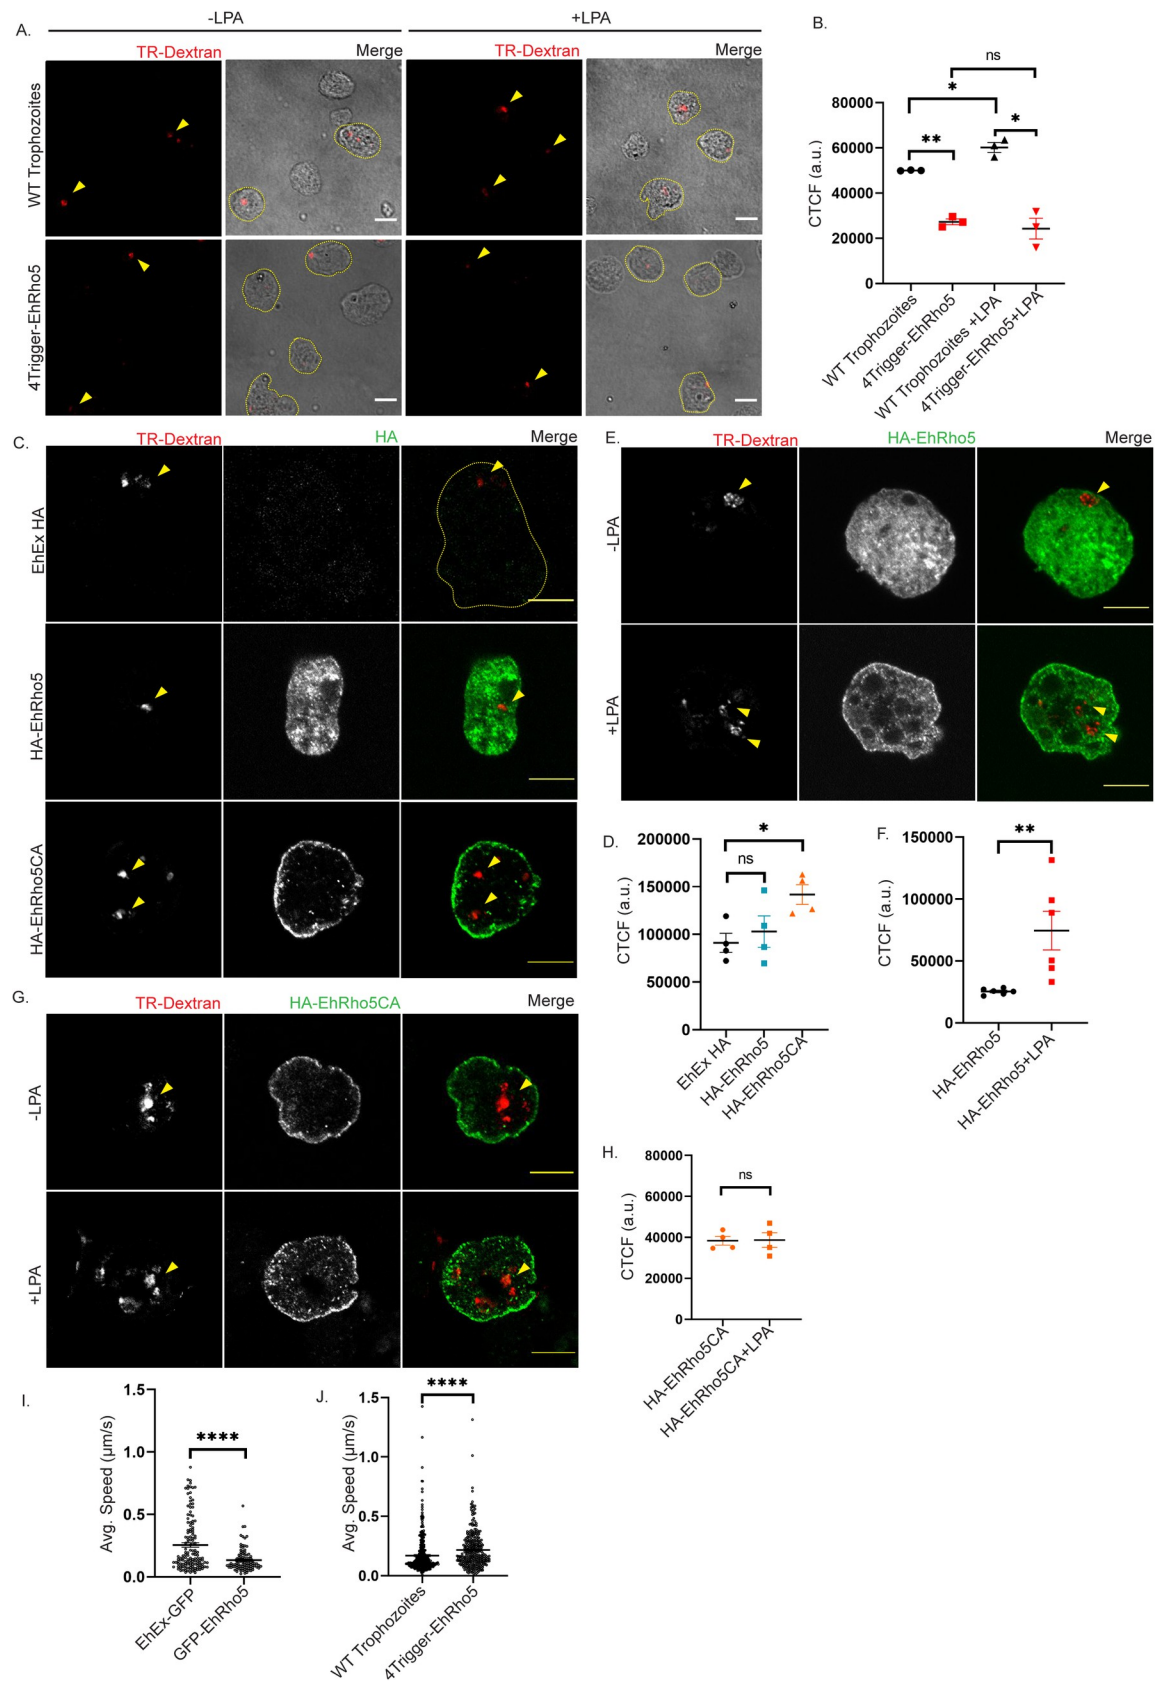 A.
-LPA
+LPA
TR-Dextran
Merge
TR-Dextran
Merge
WT Trophozoites
4Trigger-EhRho5
B.
ns
*
*
**
80000
60000
40000
20000
0
CTCF (a.u.)
WT Trophozoites
4Trigger-EhRho5
WT Trophozoites +LPA
4Trigger-EhRho5+LPA
C.
TR-Dextran
HA
Merge
EhEx HA
HA-EhRho5
HA-EhRho5CA
E.
TR-Dextran
HA-EhRho5
Merge
-LPA
+LPA
D.
*
ns
200000
150000
100000
50000
0
CTCF (a.u.)
EhEx HA
HA-EhRho5
HA-EhRho5CA
F.
**
150000
100000
50000
0
CTCF (a.u.)
HA-EhRho5
HA-EhRho5+LPA
G.
TR-Dextran
HA-EhRho5CA
Merge
-LPA
+LPA
H.
ns
80000
60000
40000
20000
0
CTCF (a.u.)
HA-EhRho5CA
HA-EhRho5CA+LPA
I.
****
1.5
1.0
0.5
0.0
Avg. Speed (μm/s)
EhEx-GFP
GFP-EhRho5
J.
****
1.5
1.0
0.5
0.0
Avg. Speed (μm/s)
WT Trophozoites
4Trigger-EhRho5